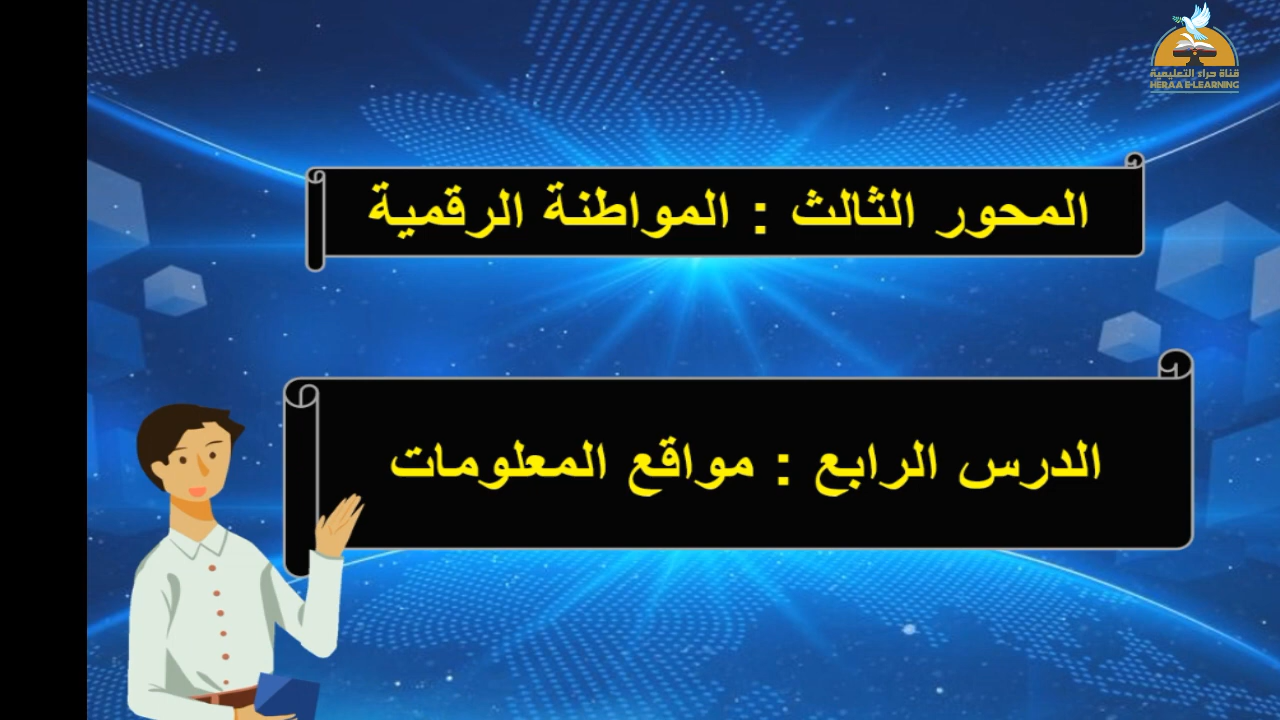 قناة حراء التعليمية
HERAA E-LEARNING
المحور الثالث : المواطنة الرقمية
الدرس الرابع : مواقع المعلومات